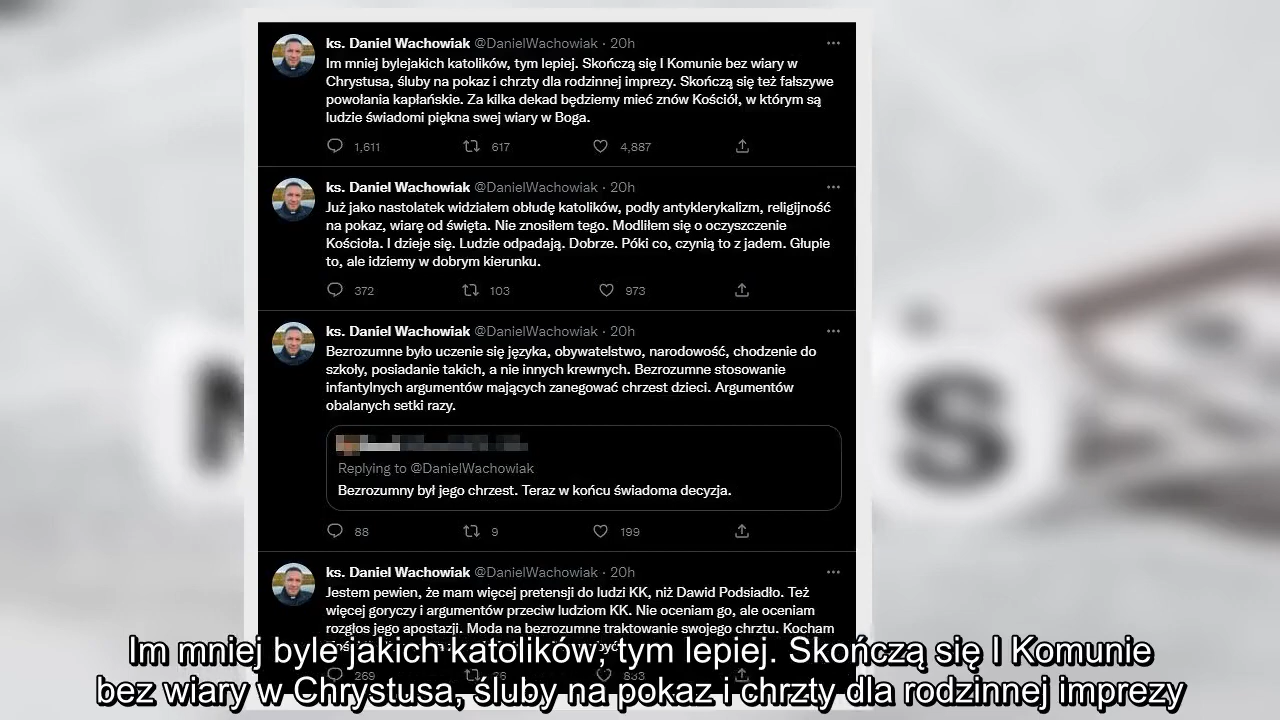 ks. Daniel Wachowiak @DanielWachowiak · 20h
Im mniej bylejakich katolików, tym lepiej. Skończą się I Komunie bez wiary w
Chrystusa, śluby na pokaz i chrzty dla rodzinnej imprezy. Skończą się też fałszywe
powołania kapłańskie. Za kilka dekad będziemy mieć znów Kościół, w którym są
ludzie świadomi piękna swej wiary w Boga.
1,611 617 4,887
ks. Daniel Wachowiak @DanielWachowiak · 20h
Już jako nastolatek widziałem obłudę katolików, podły antyklerykalizm, religijność
na pokaz, wiarę od święta. Nie znosiłem tego. Modliłem się o oczyszczenie
Kościoła. I dzieje się. Ludzie odpadają. Dobrze. Póki co, czynią to z jadem. Głupie
to, ale idziemy w dobrym kierunku.
372 103 973
ks. Daniel Wachowiak @DanielWachowiak · 20h
Bezrozumne było uczenie się języka, obywatelstwo, narodowość, chodzenie do
szkoły, posiadanie takich, a nie innych krewnych. Bezrozumne stosowanie
infantylnych argumentów mających zanegować chrzest dzieci. Argumentów
obalanych setki razy.
Replying to @DanielWachowiak
Bezrozumny był jego chrzest. Teraz w końcu świadoma decyzja.
88 9 199
ks. Daniel Wachowiak @DanielWachowiak · 20h
Jestem pewien, że mam więcej pretensji do ludzi KK, niż Dawid Podsiadło. Też
więcej goryczy i argumentów przeciw ludziom KK. Nie oceniam go, ale oceniam
rozgłos jego apostazji. Moda na bezrozumne traktowanie swojego chrztu. Kocham
269 833
Im mniej byle jakich katolików, tym lepiej. Skończą się I Komunie
bez wiary w Chrystusa, śluby na pokaz i chrzty dla rodzinnej imprezy
S